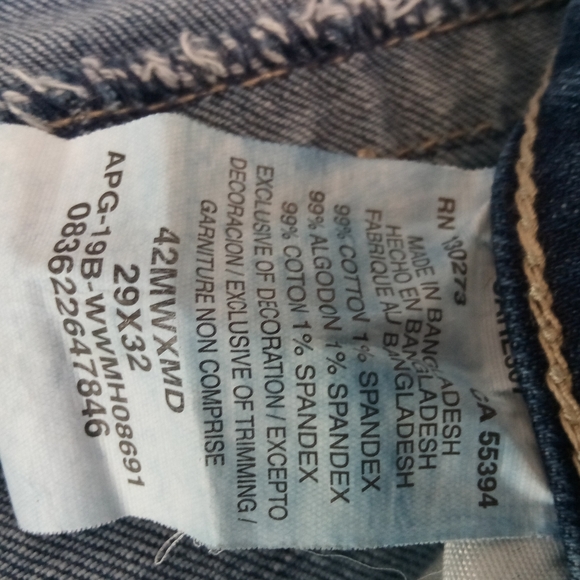 RN 130273 CA 55394
MADE IN BANGLADESH
HECHO EN BANGLADESH
FABRIQUE AU BANGLADESH
99% COTTON 1% SPANDEX
99% ALGODON 1% SPANDEX
99% COTON 1% SPANDEX
EXCLUSIVE OF DECORATION / EXCEPTO
DECORACION / EXCLUSIVE OF TRIMMING /
GARNITURE NON COMPRISE
42MWXMD
29X32
APG-19B-WWMH08691
083622647846